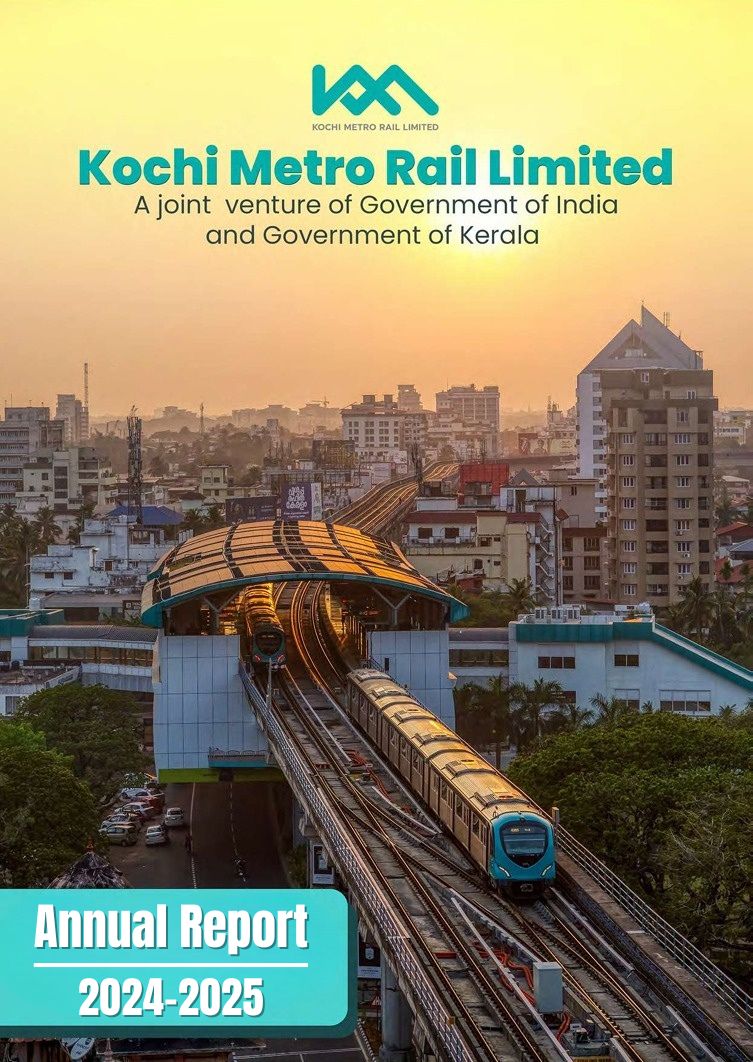 KOCHI METRO RAIL LIMITED
Kochi Metro Rail Limited
A joint venture of Government of India
and Government of Kerala
Annual Report
2024-2025